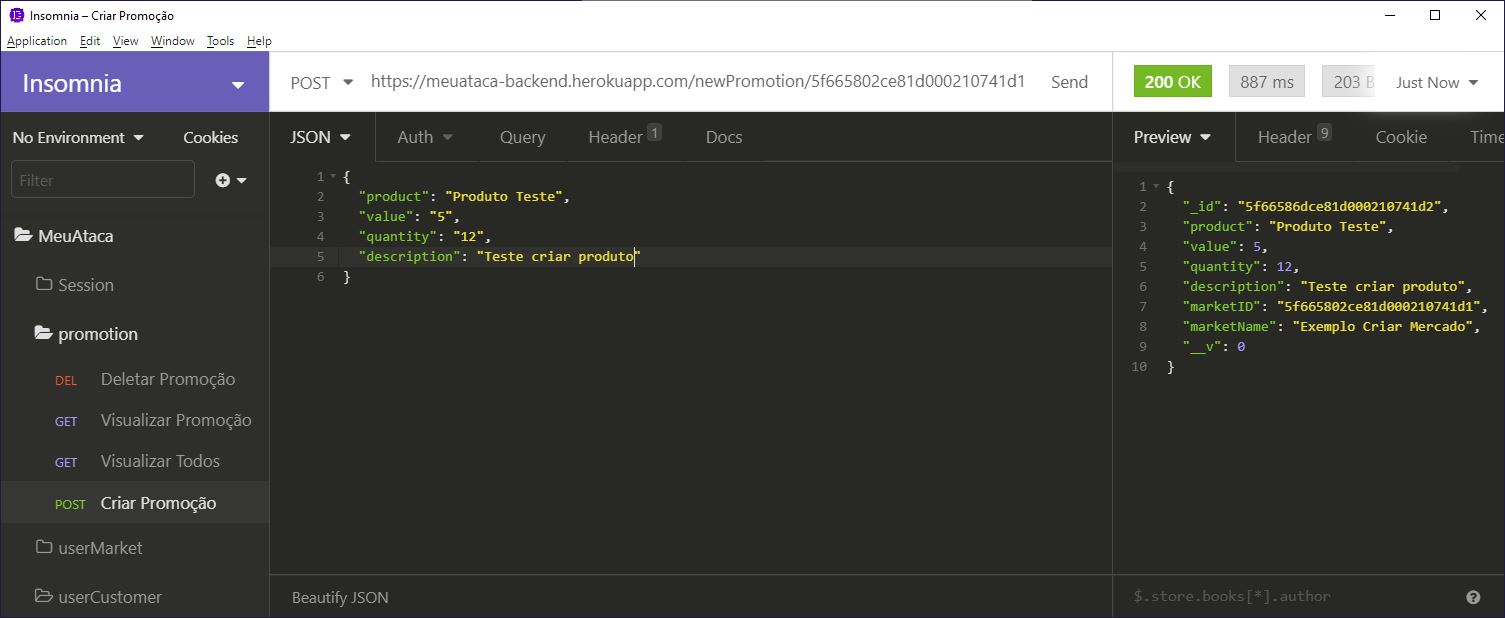 Insomnia – Criar Promoção
Application Edit View Window Tools Help
Insomnia
POST https://meuataca-backend.herokuapp.com/newPromotion/5f665802ce81d000210741d1 Send
200 OK 887 ms 203 B Just Now
No Environment Cookies
JSON Auth Query Header 1 Docs
Preview Header 9 Cookie Time
Filter
MeuAtaca
Session
promotion
DEL Deletar Promoção
GET Visualizar Promoção
GET Visualizar Todos
POST Criar Promoção
userMarket
userCustomer
1 {
2 "product": "Produto Teste",
3 "value": "5",
4 "quantity": "12",
5 "description": "Teste criar produto"
6 }
Beautify JSON
1 {
2 "_id": "5f66586dce81d000210741d2",
3 "product": "Produto Teste",
4 "value": 5,
5 "quantity": 12,
6 "description": "Teste criar produto",
7 "marketID": "5f665802ce81d000210741d1",
8 "marketName": "Exemplo Criar Mercado",
9 "__v": 0
10 }
$.store.books[*].author